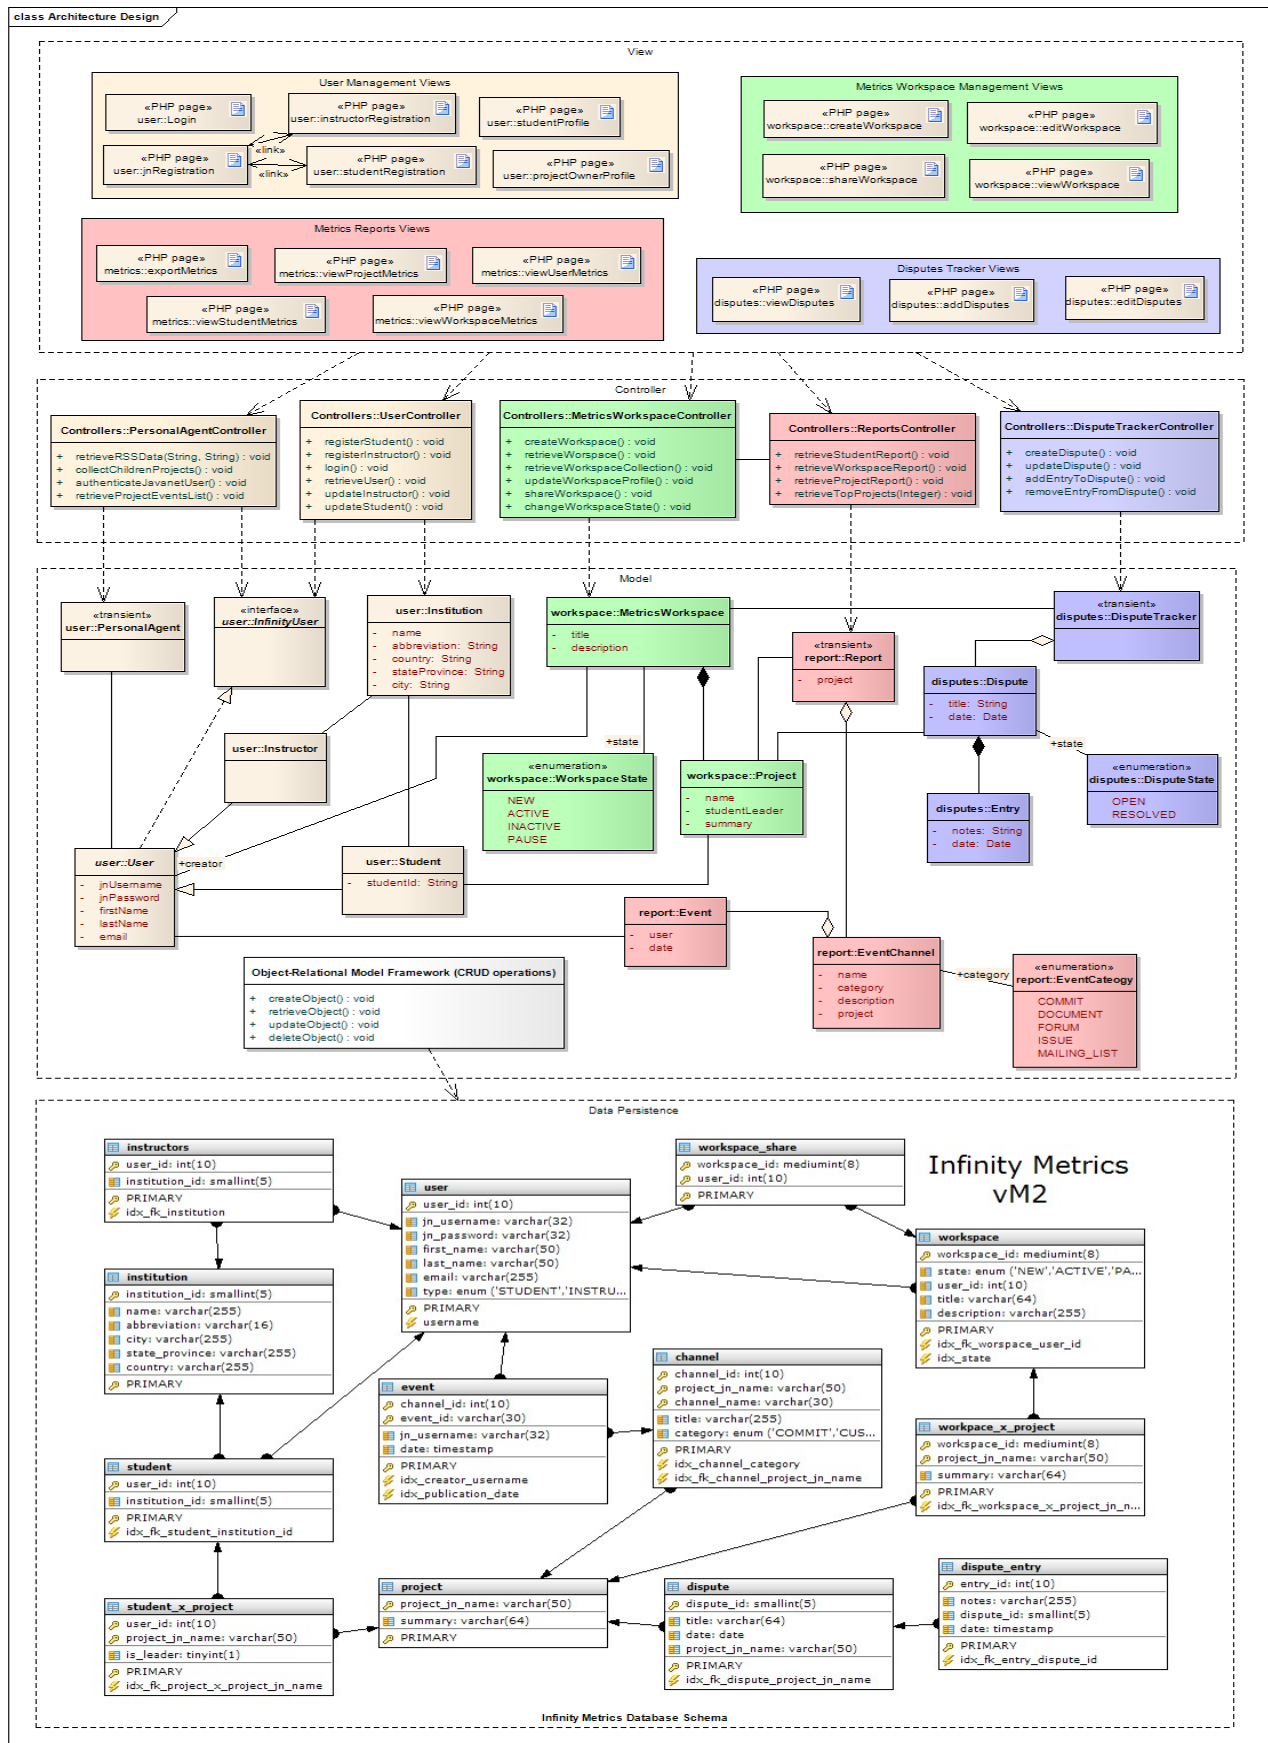 class Architecture Design
View
User Management Views
«PHP page»
user::Login
«PHP page»
user::instructorRegistration
«PHP page»
user::studentProfile
«link»
«PHP page»
user::jnRegistration
«link»
«PHP page»
user::studentRegistration
«PHP page»
user::projectOwnerProfile
Metrics Workspace Management Views
«PHP page»
workspace::createWorkspace
«PHP page»
workspace::editWorkspace
«PHP page»
workspace::shareWorkspace
«PHP page»
workspace::viewWorkspace
Metrics Reports Views
«PHP page»
metrics::exportMetrics
«PHP page»
metrics::viewProjectMetrics
«PHP page»
metrics::viewUserMetrics
«PHP page»
metrics::viewStudentMetrics
«PHP page»
metrics::viewWorkspaceMetrics
Disputes Tracker Views
«PHP page»
disputes::viewDisputes
«PHP page»
disputes::addDisputes
«PHP page»
disputes::editDisputes
Controller
Controllers::PersonalAgentController
+ retrieveRSSData(String, String) : void
+ collectChildrenProjects() : void
+ authenticateJavanetUser() : void
+ retrieveProjectEventsList() : void
Controllers::UserController
+ registerStudent() : void
+ registerInstructor() : void
+ login() : void
+ retrieveUser() : void
+ updateInstructor() : void
+ updateStudent() : void
Controllers::MetricsWorkspaceController
+ createWorkspace() : void
+ retrieveWorspace() : void
+ retrieveWorkspaceCollection() : void
+ updateWorkspaceProfile() : void
+ shareWorkspace() : void
+ changeWorkspaceState() : void
Controllers::ReportsController
+ retrieveStudentReport() : void
+ retrieveWorkspaceReport() : void
+ retrieveProjectReport() : void
+ retrieveTopProjects(Integer) : void
Controllers::DisputeTrackerController
+ createDispute() : void
+ updateDispute() : void
+ addEntryToDispute() : void
+ removeEntryFromDispute() : void
Model
«transient»
user::PersonalAgent
«interface»
user::InfinityUser
user::Institution
- name
- abbreviation: String
- country: String
- stateProvince: String
- city: String
workspace::MetricsWorkspace
- title
- description
«transient»
report::Report
- project
«transient»
disputes::DisputeTracker
disputes::Dispute
- title: String
- date: Date
+state
+state
user::Instructor
«enumeration»
workspace::WorkspaceState
NEW
ACTIVE
INACTIVE
PAUSE
workspace::Project
- name
- studentLeader
- summary
«enumeration»
disputes::DisputeState
OPEN
RESOLVED
disputes::Entry
- notes: String
- date: Date
user::User
- jnUsername
- jnPassword
- firstName
- lastName
- email
+creator
user::Student
- studentId: String
report::Event
- user
- date
report::EventChannel
- name
- category
- description
- project
+category
«enumeration»
report::EventCateogy
COMMIT
DOCUMENT
FORUM
ISSUE
MAILING_LIST
Object-Relational Model Framework (CRUD operations)
+ createObject() : void
+ retrieveObject() : void
+ updateObject() : void
+ deleteObject() : void
Data Persistence
Infinity Metrics
vM2
instructors
user_id: int(10)
institution_id: smallint(5)
PRIMARY
idx_fk_institution
user
user_id: int(10)
jn_username: varchar(32)
jn_password: varchar(32)
first_name: varchar(50)
last_name: varchar(50)
email: varchar(255)
type: enum ('STUDENT','INSTRU...
PRIMARY
username
workspace_share
workspace_id: mediumint(8)
user_id: int(10)
PRIMARY
workspace
workspace_id: mediumint(8)
state: enum ('NEW','ACTIVE','PA...
user_id: int(10)
title: varchar(64)
description: varchar(255)
PRIMARY
idx_fk_worspace_user_id
idx_state
institution
institution_id: smallint(5)
name: varchar(255)
abbreviation: varchar(16)
city: varchar(255)
state_province: varchar(255)
country: varchar(255)
PRIMARY
event
channel_id: int(10)
event_id: varchar(30)
jn_username: varchar(32)
date: timestamp
PRIMARY
idx_creator_username
idx_publication_date
channel
channel_id: int(10)
project_jn_name: varchar(50)
channel_name: varchar(30)
title: varchar(255)
category: enum ('COMMIT','CUS...
PRIMARY
idx_channel_category
idx_fk_channel_project_jn_name
workpace_x_project
workspace_id: mediumint(8)
project_jn_name: varchar(50)
summary: varchar(64)
PRIMARY
idx_fk_workspace_x_project_jn_n...
student
user_id: int(10)
institution_id: smallint(5)
PRIMARY
idx_fk_student_institution_id
student_x_project
user_id: int(10)
project_jn_name: varchar(50)
is_leader: tinyint(1)
PRIMARY
idx_fk_project_x_project_jn_name
project
project_jn_name: varchar(50)
summary: varchar(64)
PRIMARY
dispute
dispute_id: smallint(5)
title: varchar(64)
date: date
project_jn_name: varchar(50)
PRIMARY
idx_fk_dispute_project_jn_name
dispute_entry
entry_id: int(10)
notes: varchar(255)
dispute_id: smallint(5)
date: timestamp
PRIMARY
idx_fk_entry_dispute_id
Infinity Metrics Database Schema